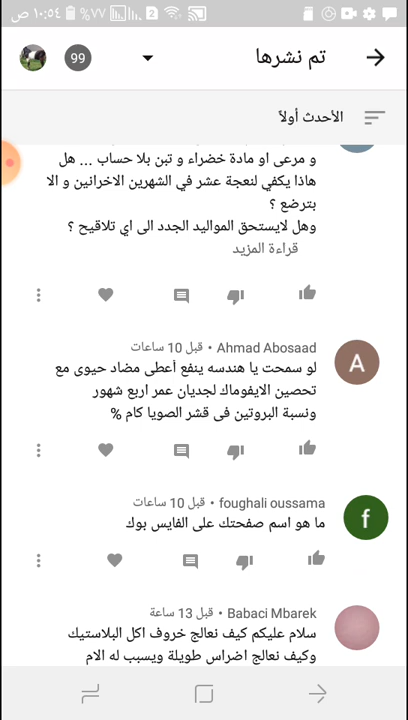 ١٠:٥٤ ص %٧٧ 2
تم نشرها 99
الأحدث أولاً
و مرعى او مادة خضراء و تبن بلا حساب ... هل
هاذا يكفي لنعجة عشر في الشهرين الاخرانين و الا
بترضع ؟
وهل لايستحق المواليد الجدد الى اي تلاقيح ؟
قراءة المزيد
Ahmad Abosaad • قبل 10 ساعات
A
لو سمحت يا هندسه ينفع أعطى مضاد حيوى مع
تحصين الايفوماك لجديان عمر اربع شهور
ونسبة البروتين فى قشر الصويا كام %
foughali oussama • قبل 10 ساعات
f
ما هو اسم صفحتك على الفايس بوك
Babaci Mbarek • قبل 13 ساعة
سلام عليكم كيف نعالج خروف اكل البلاستيك
وكيف نعالج اضراس طويلة ويسبب له الام